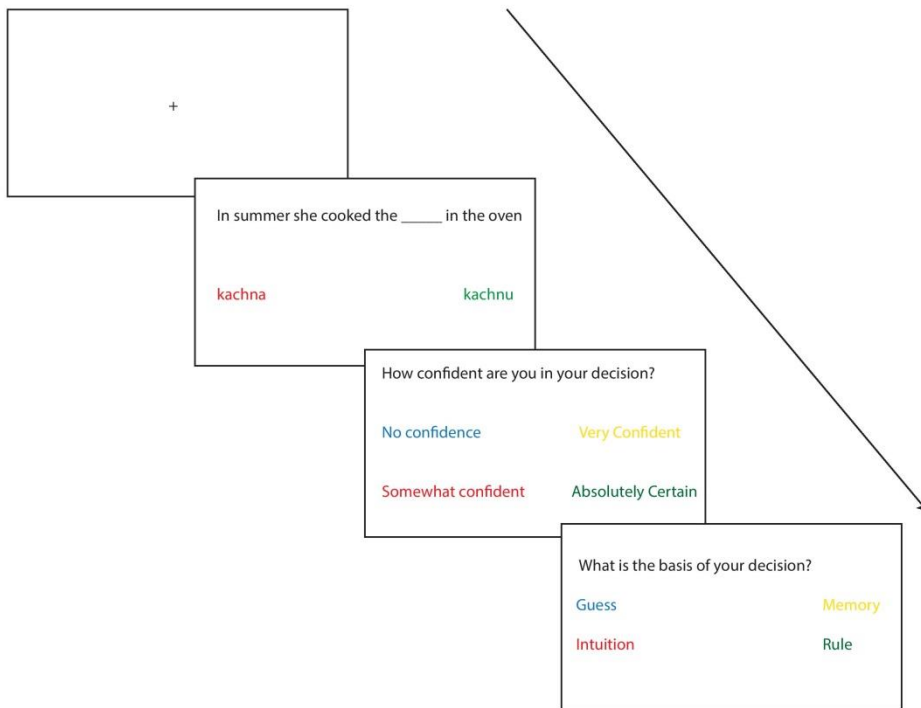 +
In summer she cooked the _____ in the oven
kachna kachnu
How confident are you in your decision?
No confidence Very Confident
Somewhat confident Absolutely Certain
What is the basis of your decision?
Guess Memory
Intuition Rule